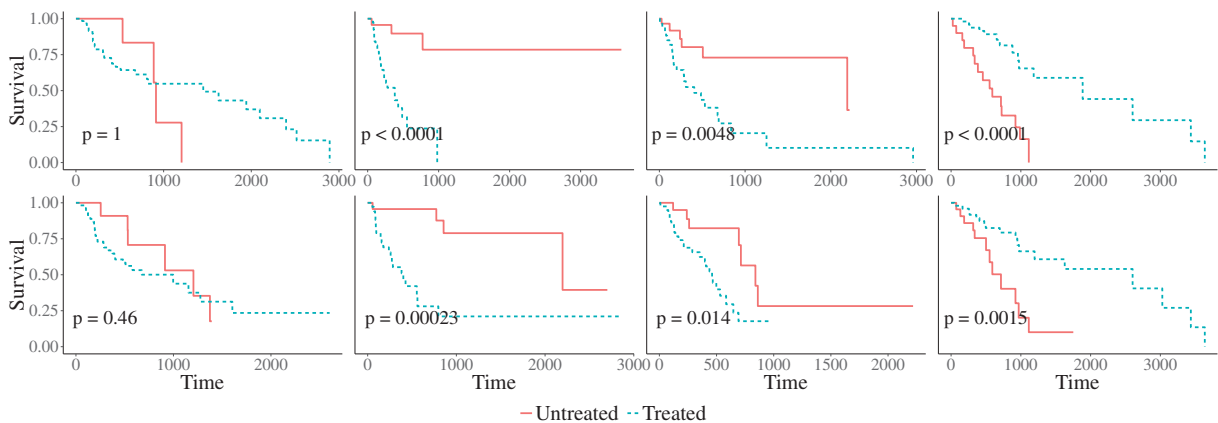 1.00
0.75
Survival
0.50
0.25
0.00
p = 1
0 1000 2000 3000
p < 0.0001
0 1000 2000 3000
p = 0.0048
0 1000 2000 3000
p < 0.0001
0 1000 2000 3000
1.00
0.75
Survival
0.50
0.25
0.00
p = 0.46
0 1000 2000
Time
p = 0.00023
0 1000 2000 3000
Time
p = 0.014
0 500 1000 1500 2000
Time
p = 0.0015
0 1000 2000 3000
Time
Untreated Treated